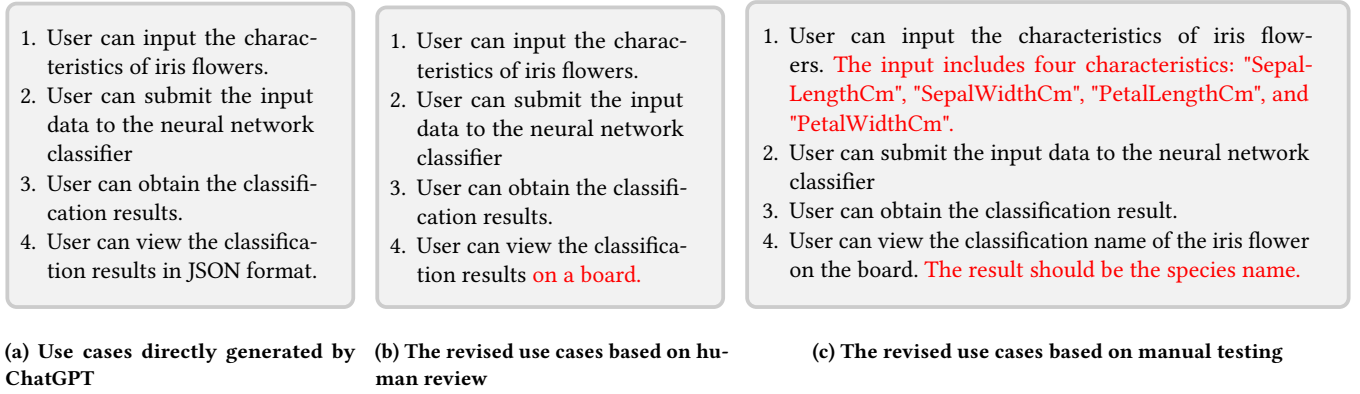 1. User can input the charac-
teristics of iris flowers.
2. User can submit the input
data to the neural network
classifier
3. User can obtain the classifi-
cation results.
4. User can view the classifica-
tion results in JSON format.
(a) Use cases directly generated by
ChatGPT
1. User can input the charac-
teristics of iris flowers.
2. User can submit the input
data to the neural network
classifier
3. User can obtain the classifi-
cation results.
4. User can view the classifica-
tion results on a board.
(b) The revised use cases based on hu-
man review
1. User can input the characteristics of iris flow-
ers. The input includes four characteristics: "Sepal-
LengthCm", "SepalWidthCm", "PetalLengthCm", and
"PetalWidthCm".
2. User can submit the input data to the neural network
classifier
3. User can obtain the classification result.
4. User can view the classification name of the iris flower
on the board. The result should be the species name.
(c) The revised use cases based on manual testing